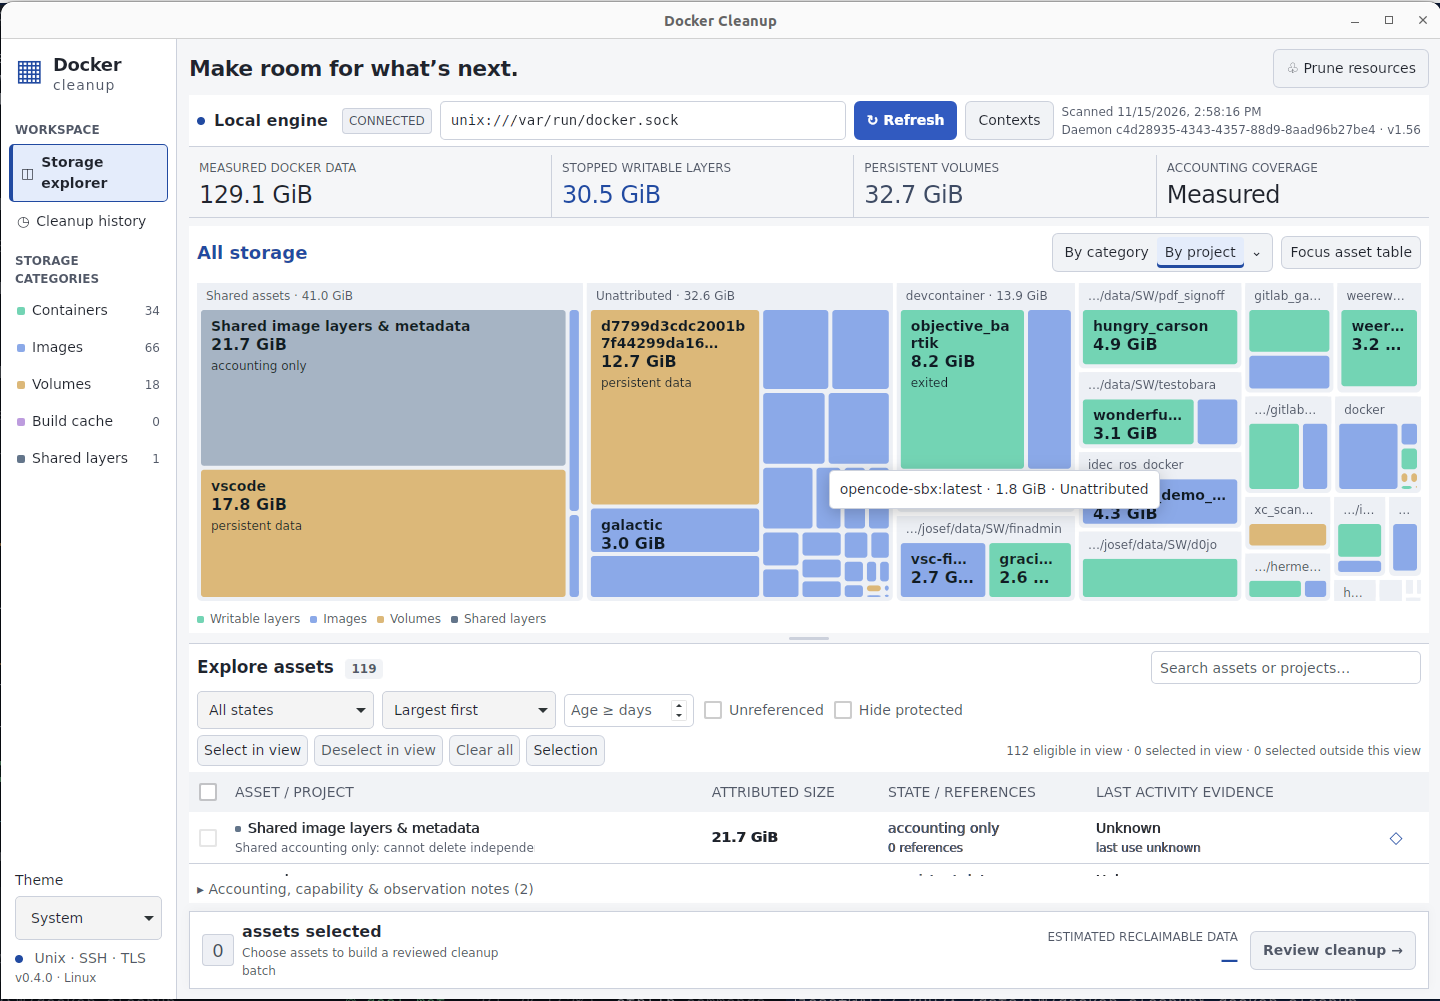 Docker Cleanup
Docker
cleanup
WORKSPACE
Storage
explorer
Cleanup history
STORAGE
CATEGORIES
Containers 34
Images 66
Volumes 18
Build cache 0
Shared layers 1
Theme
System
Unix · SSH · TLS
v0.4.0 · Linux
Make room for what’s next.
Prune resources
Local engine
CONNECTED
unix:///var/run/docker.sock
↻ Refresh
Contexts
Scanned 11/15/2026, 2:58:16 PM
Daemon c4d28935-4343-4357-88d9-8aad96b27be4 · v1.56
MEASURED DOCKER DATA
129.1 GiB
STOPPED WRITABLE LAYERS
30.5 GiB
PERSISTENT VOLUMES
32.7 GiB
ACCOUNTING COVERAGE
Measured
All storage
By category
By project
Focus asset table
Shared assets · 41.0 GiB
Shared image layers & metadata
21.7 GiB
accounting only
vscode
17.8 GiB
persistent data
Unattributed · 32.6 GiB
d7799d3cdc2001b
7f44299da16…
12.7 GiB
persistent data
galactic
3.0 GiB
devcontainer · 13.9 GiB
objective_ba
rtik
8.2 GiB
exited
opencode-sbx:latest · 1.8 GiB · Unattributed
…/josef/data/SW/finadmin
vsc-fi…
2.7 G…
graci…
2.6 …
…/data/SW/pdf_signoff
hungry_carson
4.9 GiB
…/data/SW/testobara
wonderfu…
3.1 GiB
idec_ros_docker
_demo_…
4.3 GiB
…/josef/data/SW/d0jo
gitlab_ga…
weerew…
weer…
3.2 …
…/gitlab…
docker
xc_scan…
…/i…
…
…/herme…
h…
Writable layers
Images
Volumes
Shared layers
Explore assets 119
Search assets or projects…
All states
Largest first
Age ≥ days
Unreferenced
Hide protected
Select in view
Deselect in view
Clear all
Selection
112 eligible in view · 0 selected in view · 0 selected outside this view
ASSET / PROJECT
ATTRIBUTED SIZE
STATE / REFERENCES
LAST ACTIVITY EVIDENCE
Shared image layers & metadata
Shared accounting only: cannot delete independe
21.7 GiB
accounting only
0 references
Unknown
last use unknown
▸ Accounting, capability & observation notes (2)
0
assets selected
Choose assets to build a reviewed cleanup
batch
ESTIMATED RECLAIMABLE DATA
—
Review cleanup →